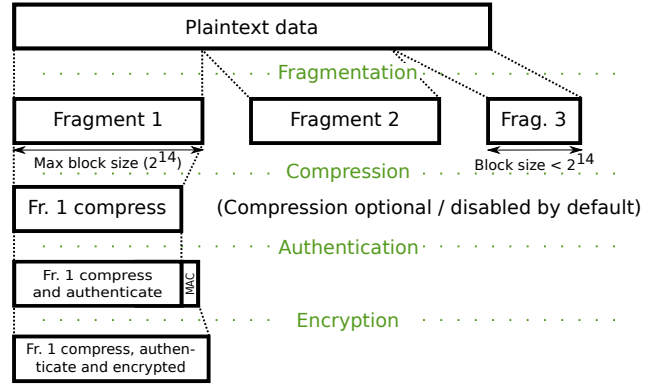 Plaintext data
Fragmentation
Fragment 1
Fragment 2
Frag. 3
Max block size (2^14)
Block size < 2^14
Compression
Fr. 1 compress
(Compression optional / disabled by default)
Authentication
Fr. 1 compress
and authenticate
MAC
Encryption
Fr. 1 compress, authen-
ticate and encrypted